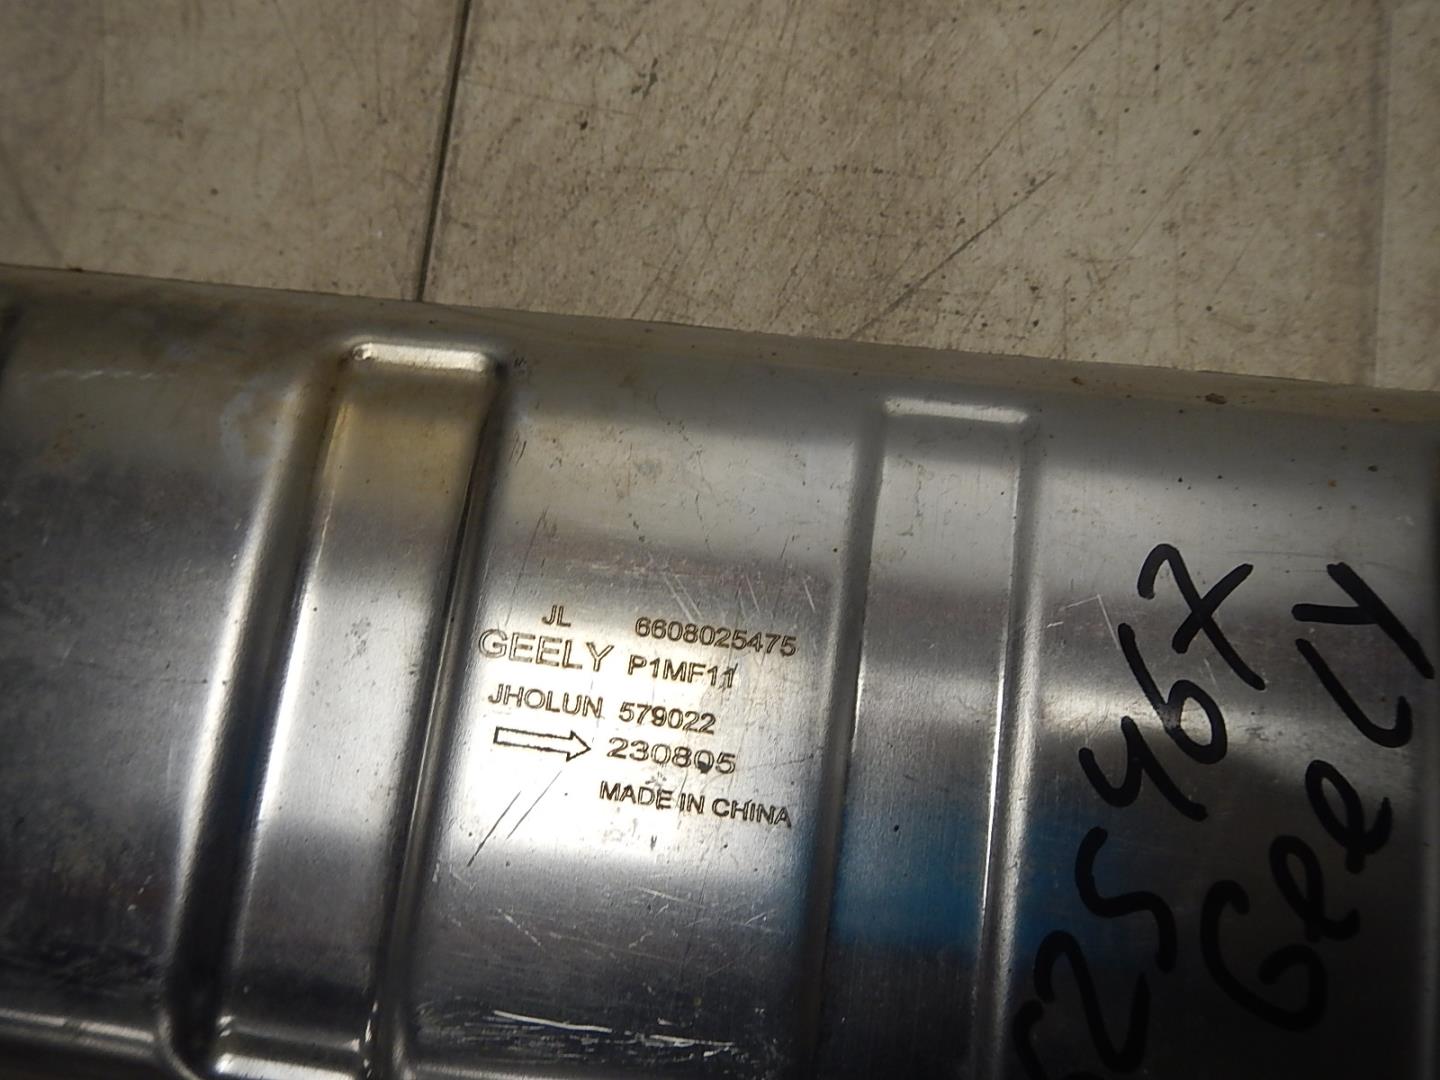 JL 6608025475
GEELY P1MF11
JHOLUN 579022
230805
MADE IN CHINA
Geely